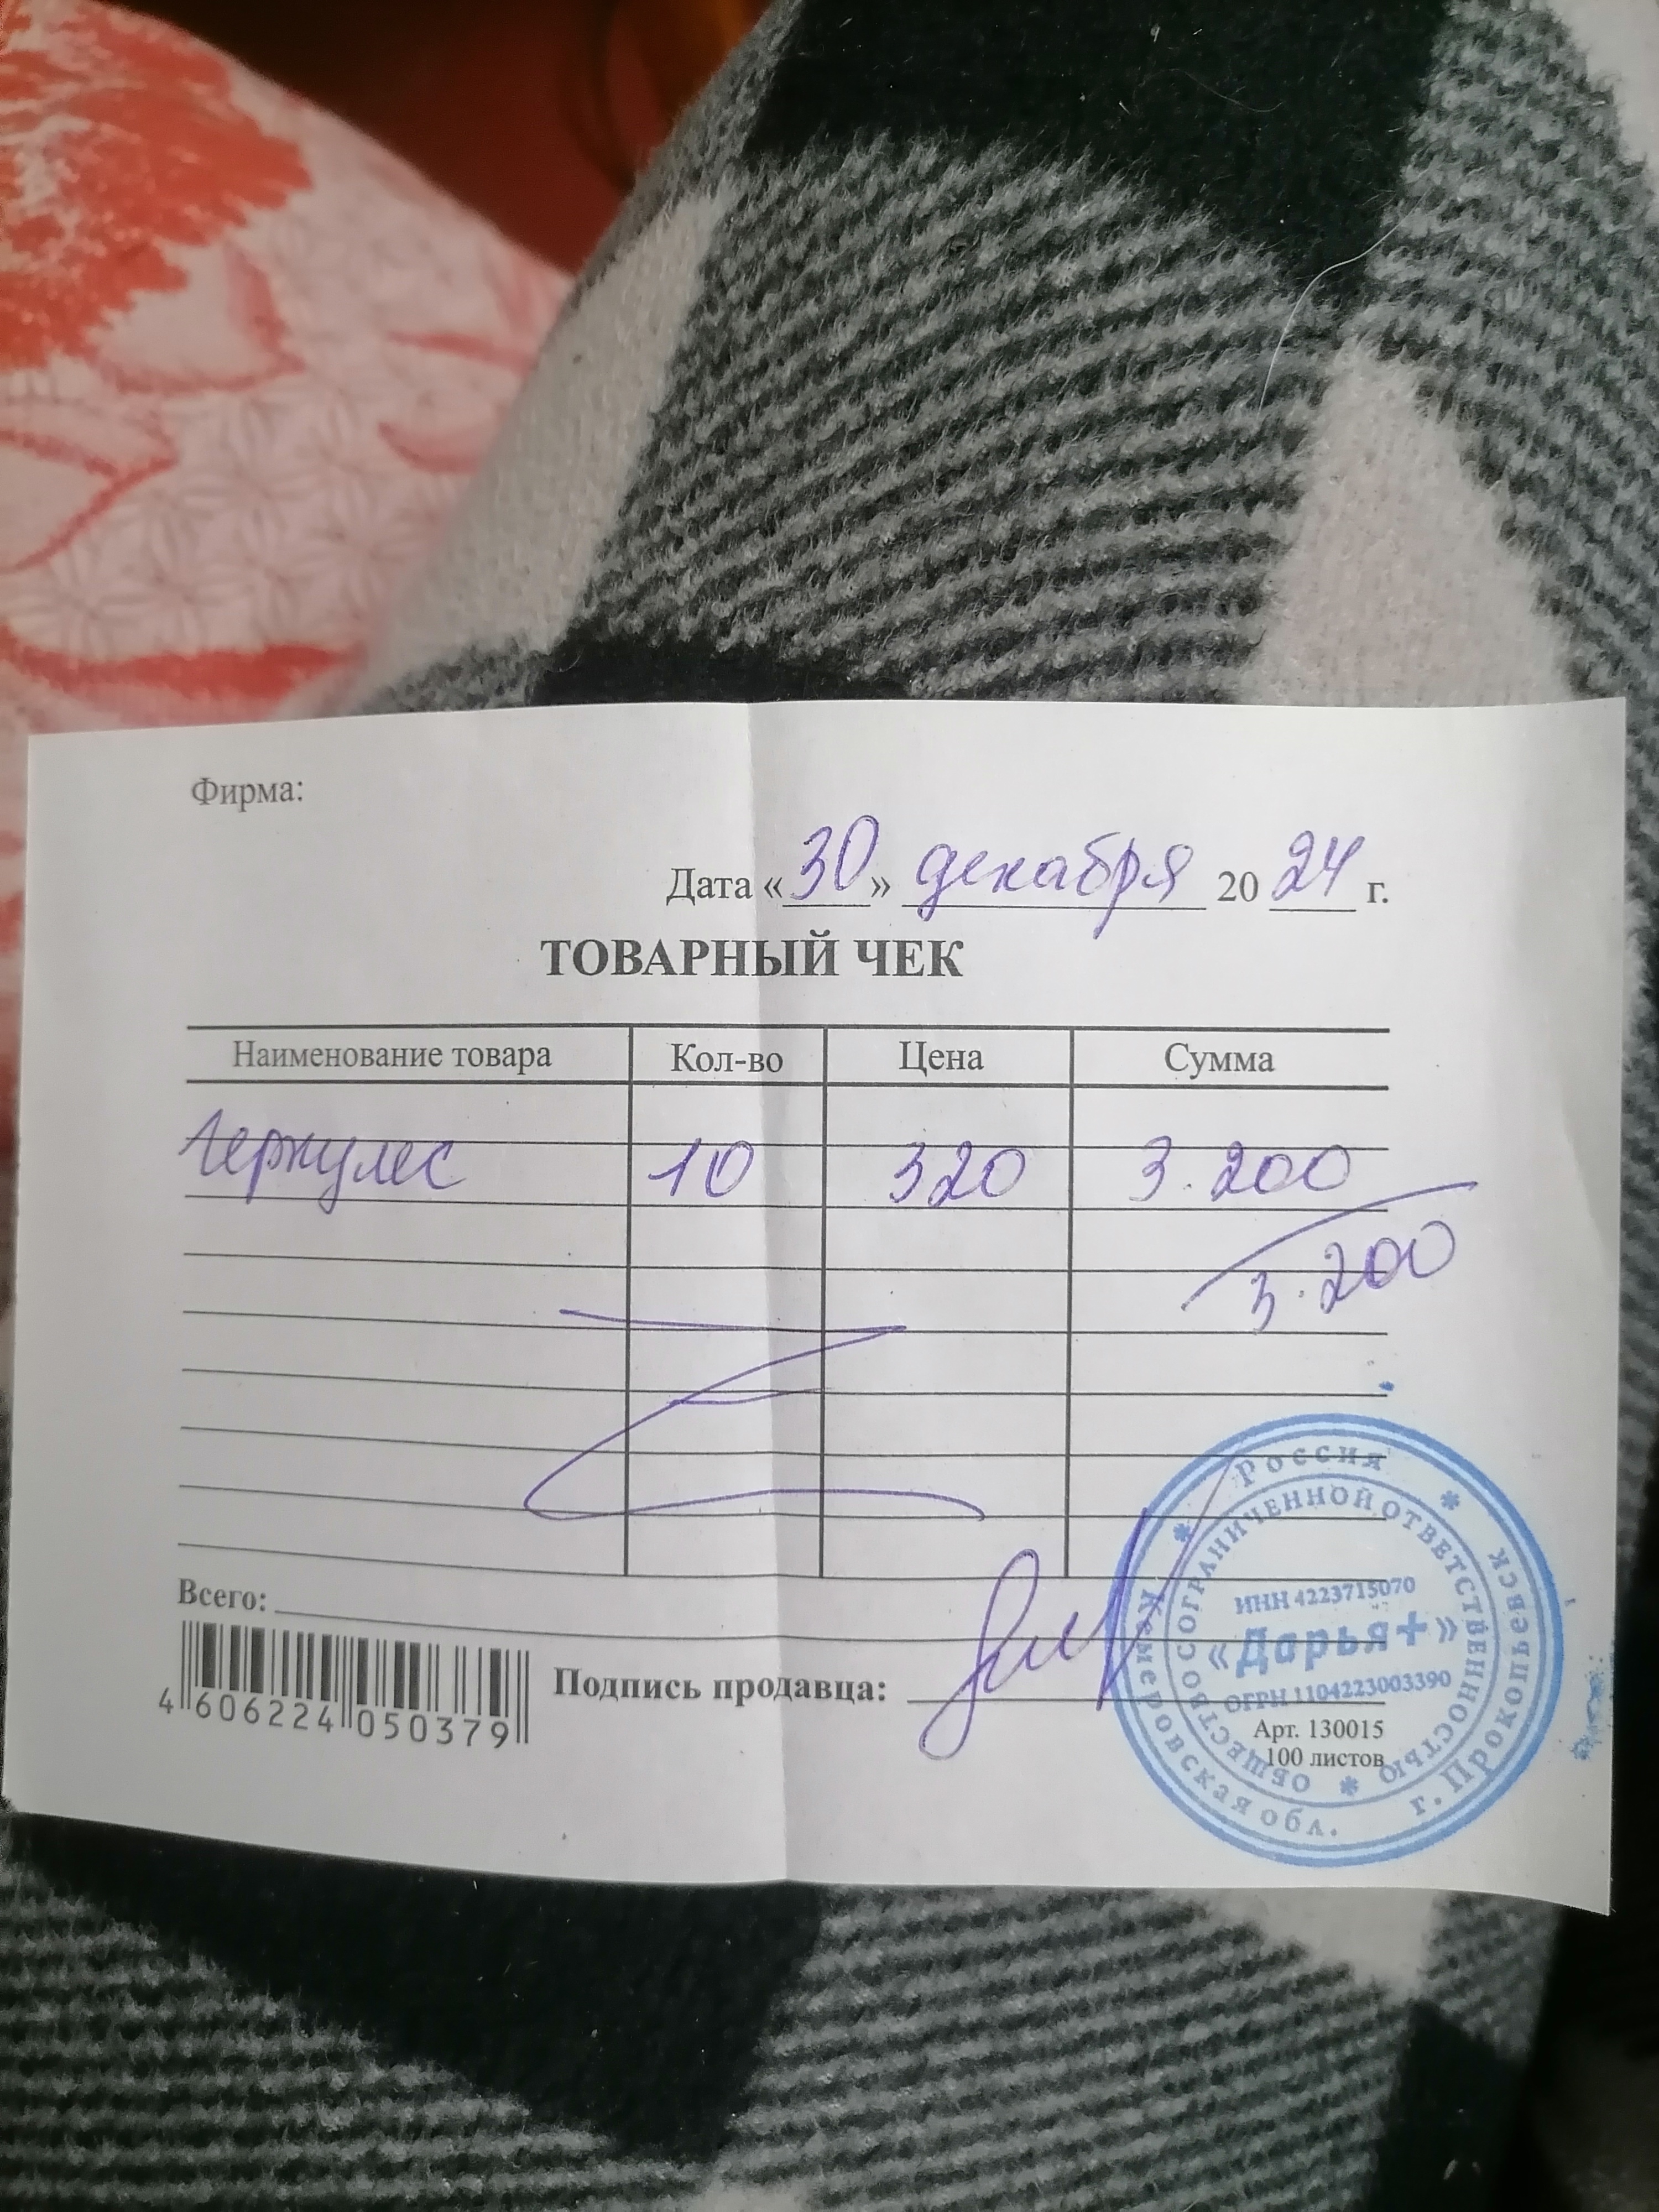 Фирма:
Дата «30» декабря 2024 г.
ТОВАРНЫЙ ЧЕК
Наименование товара Кол-во Цена Сумма
Геркулес 10 320 3.200
3.200
Всего:
4 606224 050379
Подпись продавца:
Арт. 130015
100 листов
* Россия * Кемеровская обл. г. Прокопьевск
ОБЩЕСТВО С ОГРАНИЧЕННОЙ ОТВЕТСТВЕННОСТЬЮ *
ИНН 4223715070
«Дарья+»
ОГРН 1104223003390